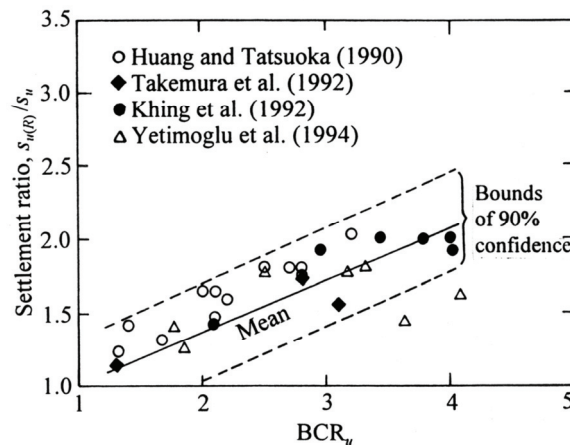 3.5
3.0
2.5
2.0
1.5
1.0
Settlement ratio, s_{u(R)}/s_u
Huang and Tatsuoka (1990)
Takemura et al. (1992)
Khing et al. (1992)
Yetimoglu et al. (1994)
Bounds
of 90%
confidence
Mean
1 2 3 4 5
BCR_u